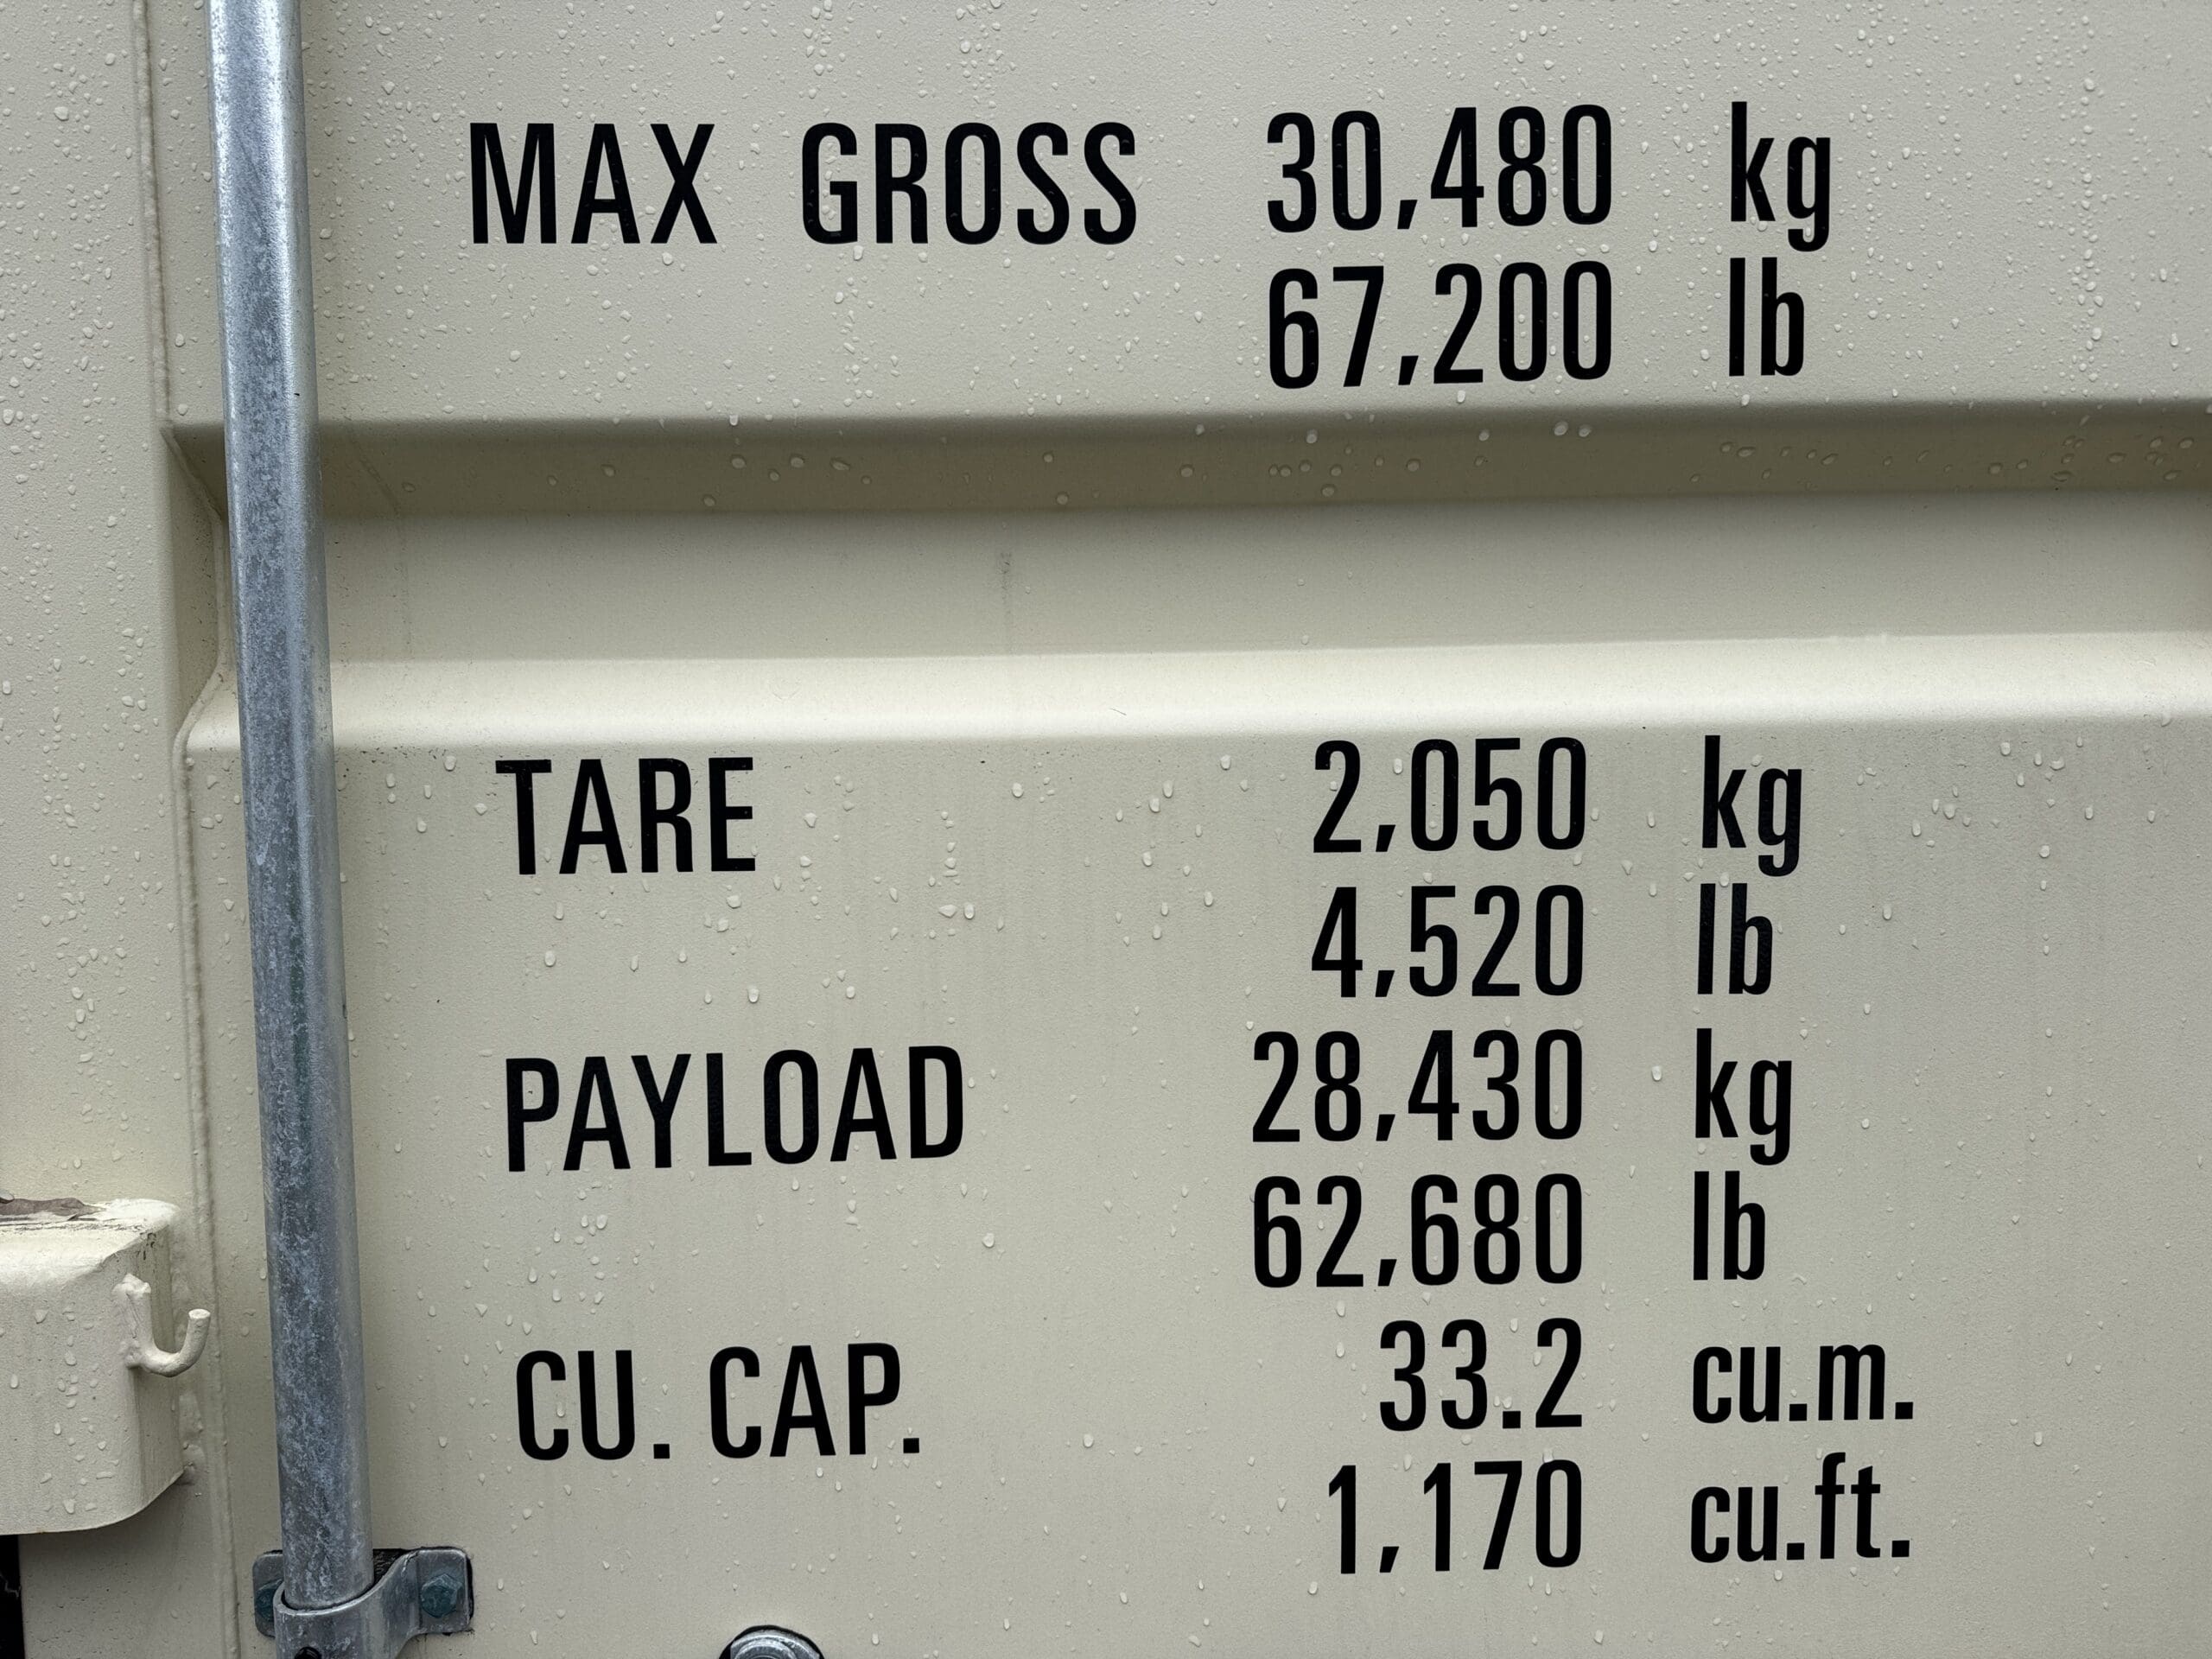 MAX GROSS 30,480 kg
67,200 lb
TARE 2,050 kg
4,520 lb
PAYLOAD 28,430 kg
62,680 lb
CU. CAP. 33.2 cu.m.
1,170 cu.ft.